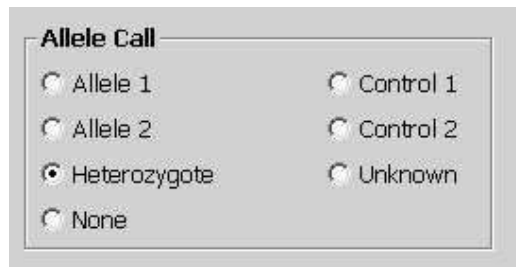 Allele Call
Allele 1
Allele 2
Heterozygote
None
Control 1
Control 2
Unknown